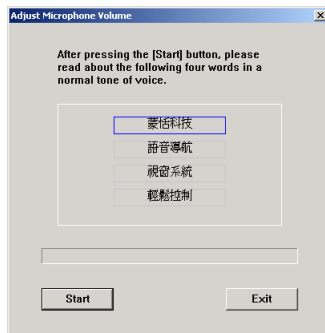 Adjust Microphone Volume
After pressing the [Start] button, please
read about the following four words in a
normal tone of voice.
蒙恬科技
語音導航
視窗系統
輕鬆控制
Start
Exit